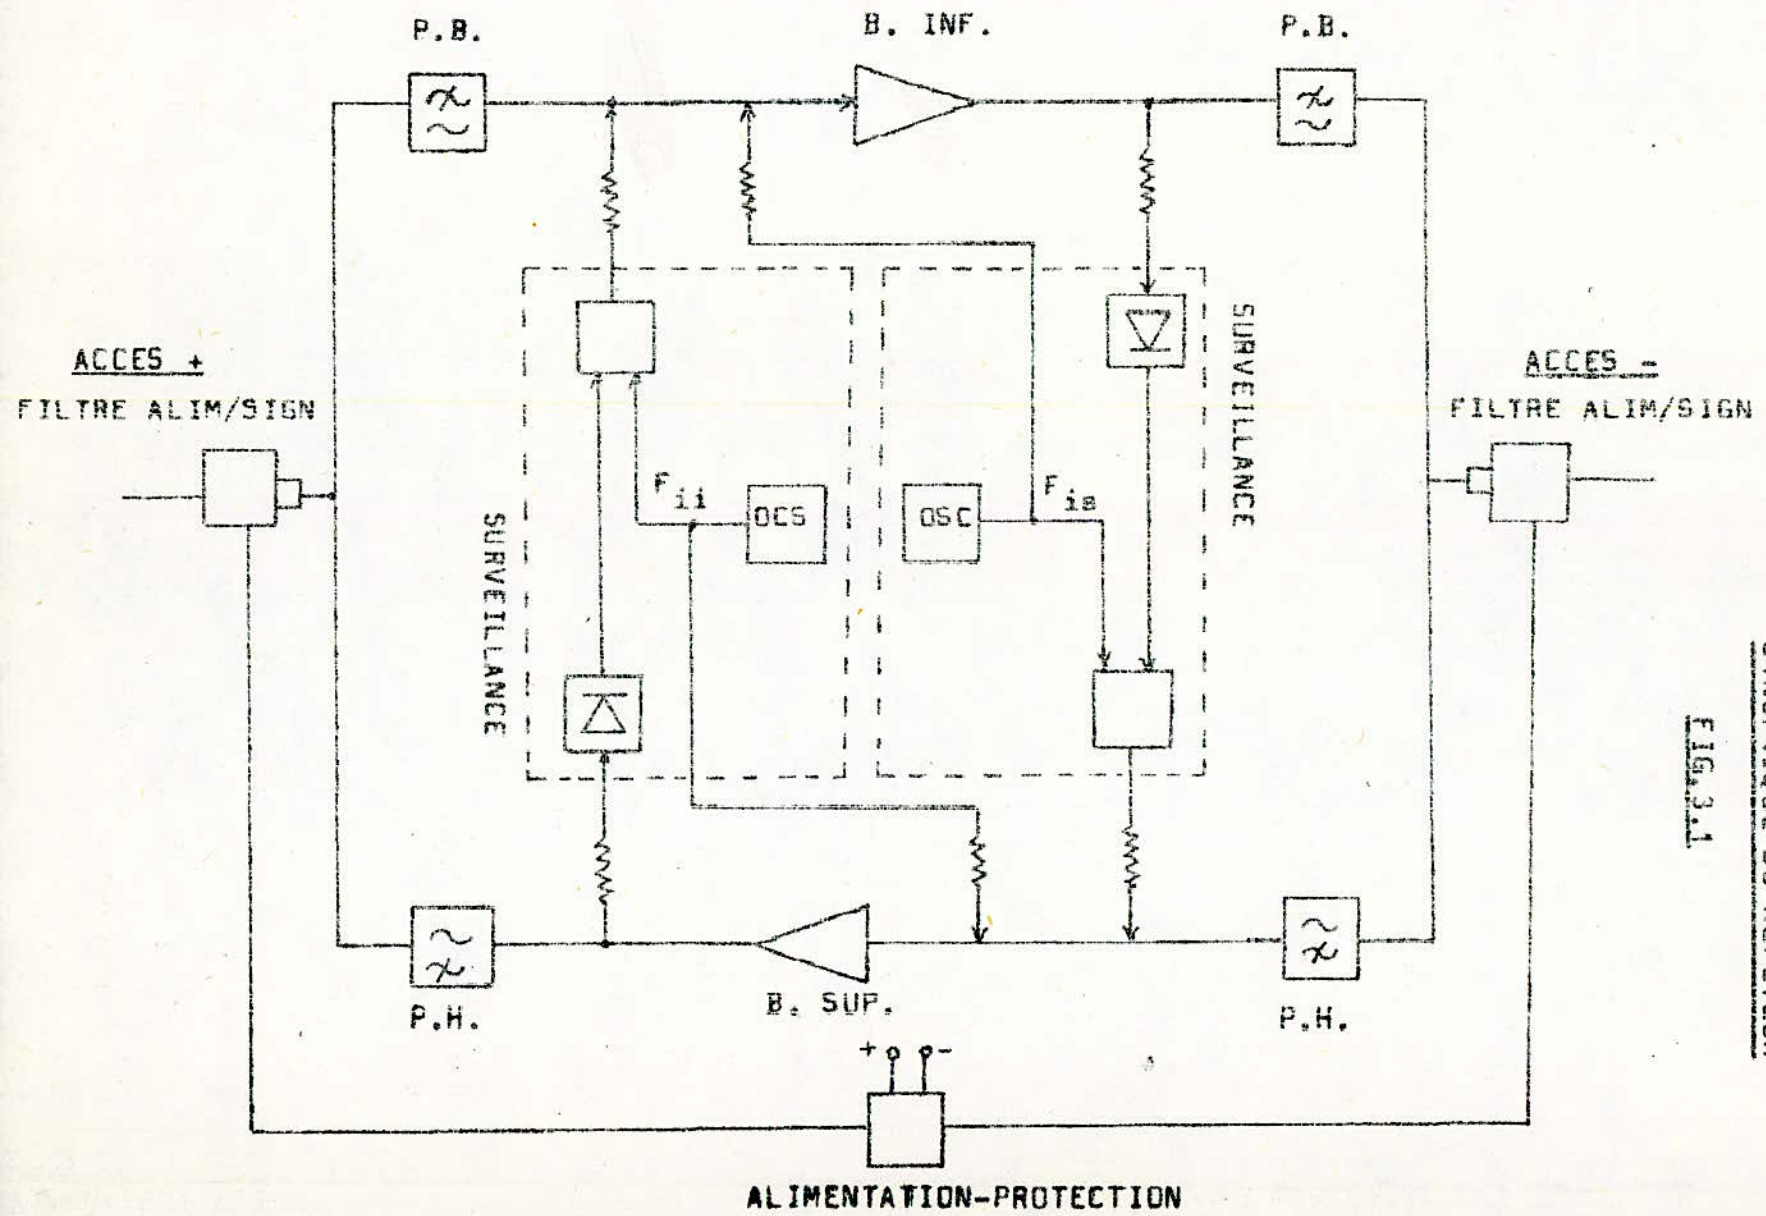 P.B.
B. INF.
P.B.
ACCES +
FILTRE ALIM/SIGN
SURVEILLANCE
F ii
OCS
OSC
F is
SURVEILLANCE
ACCES -
FILTRE ALIM/SIGN
P.H.
B. SUP.
P.H.
+ -
ALIMENTATION-PROTECTION
FIG.3.1